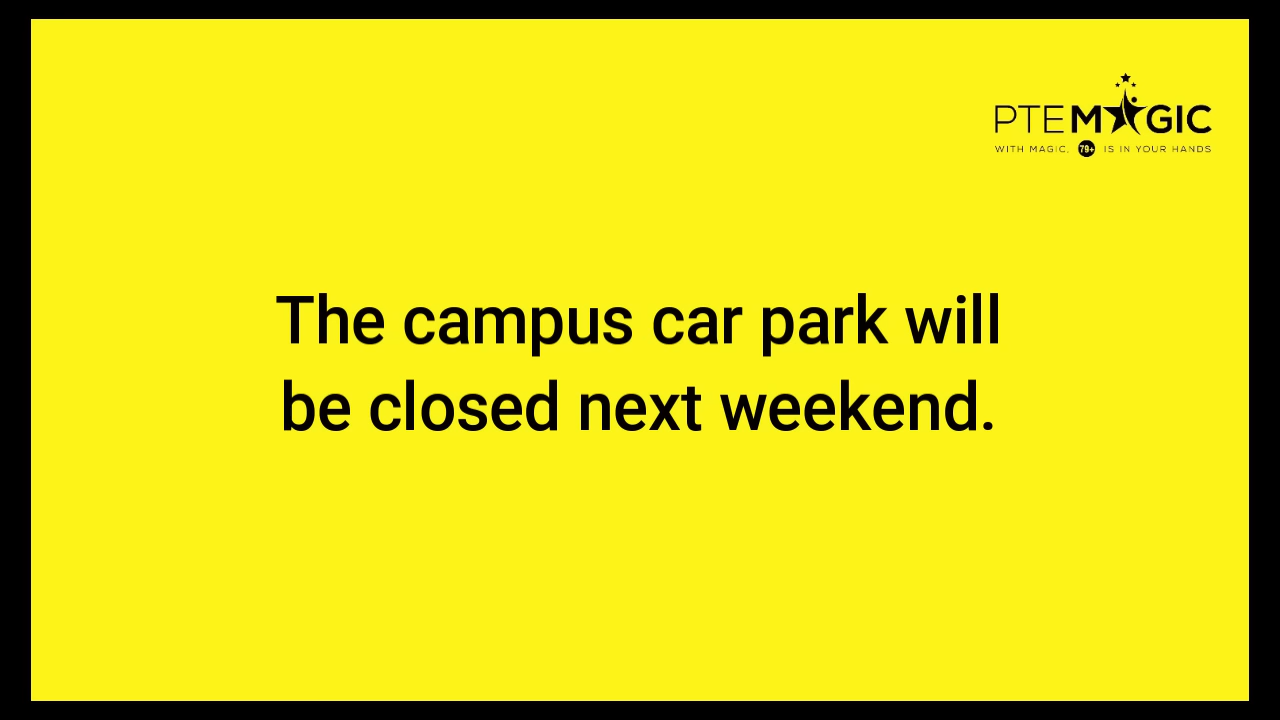 PTEMAGIC
WITH MAGIC, 79+ IS IN YOUR HANDS
The campus car park will
be closed next weekend.